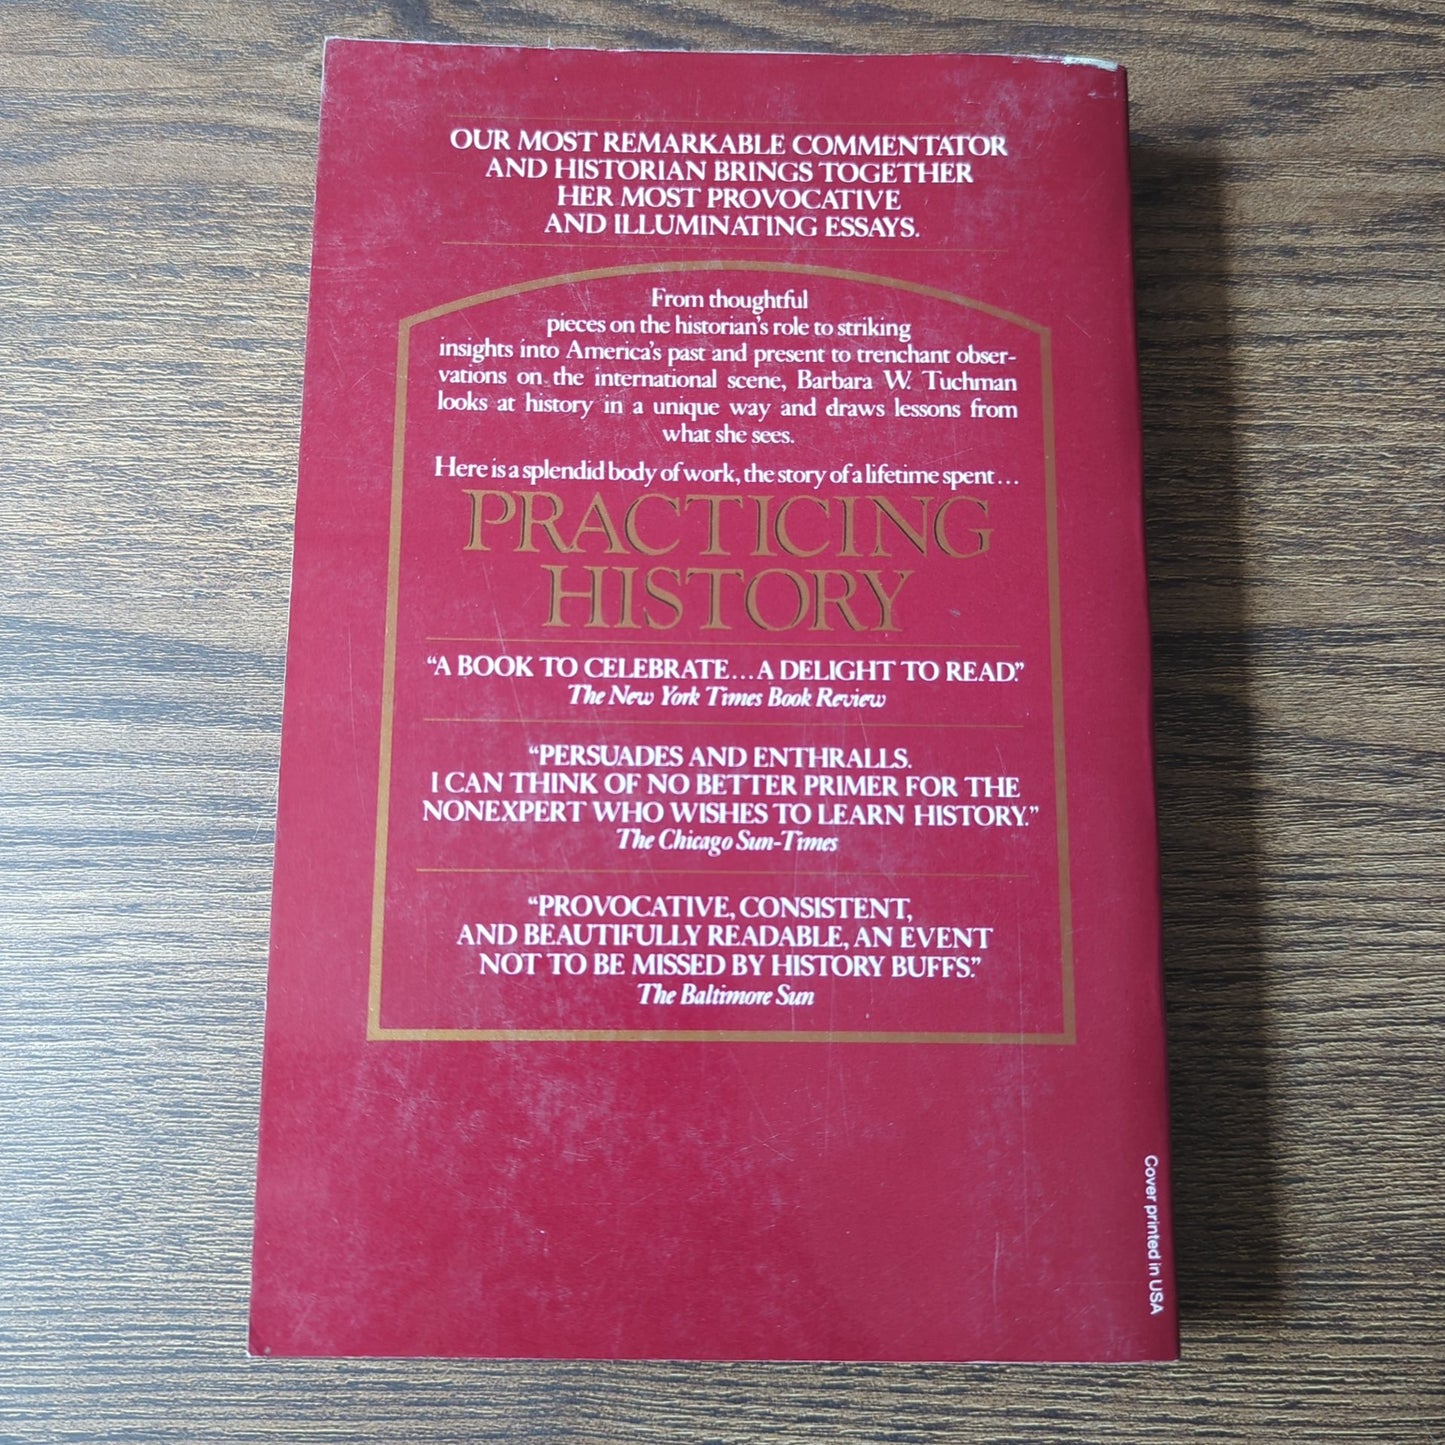 OUR MOST REMARKABLE COMMENTATOR
AND HISTORIAN BRINGS TOGETHER
HER MOST PROVOCATIVE
AND ILLUMINATING ESSAYS.
From thoughtful
pieces on the historian's role to striking
insights into America's past and present to trenchant obser-
vations on the international scene, Barbara W. Tuchman
looks at history in a unique way and draws lessons from
what she sees.
Here is a splendid body of work, the story of a lifetime spent...
PRACTICING
HISTORY
“A BOOK TO CELEBRATE...A DELIGHT TO READ.”
The New York Times Book Review
“PERSUADES AND ENTHRALLS.
I CAN THINK OF NO BETTER PRIMER FOR THE
NONEXPERT WHO WISHES TO LEARN HISTORY.”
The Chicago Sun-Times
“PROVOCATIVE, CONSISTENT,
AND BEAUTIFULLY READABLE, AN EVENT
NOT TO BE MISSED BY HISTORY BUFFS.”
The Baltimore Sun
Cover printed in USA